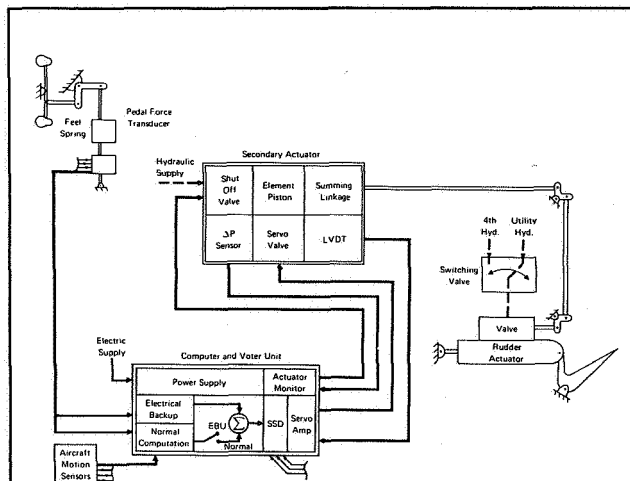 Feel
Spring
Pedal Force
Transducer
Secondary Actuator
Hydraulic
Supply
Shut
Off
Valve
Element
Piston
Summing
Linkage
ΔP
Sensor
Servo
Valve
LVDT
4th
Hyd.
Utility
Hyd.
Switching
Valve
Valve
Rudder
Actuator
Electric
Supply
Computer and Voter Unit
Power Supply
Actuator
Monitor
Electrical
Backup
Normal
Computation
EBU
Σ
Normal
SSD
Servo
Amp
Aircraft
Motion
Sensors